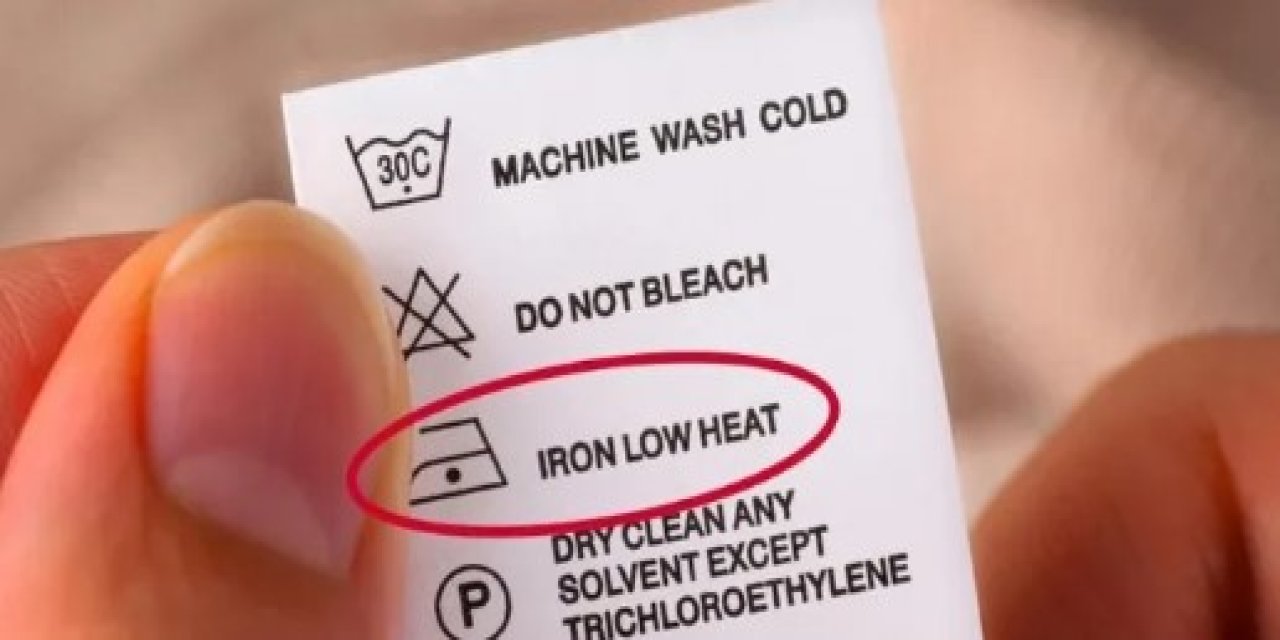 30C MACHINE WASH COLD
DO NOT BLEACH
IRON LOW HEAT
DRY CLEAN ANY
P SOLVENT EXCEPT
TRICHLOROETHYLENE